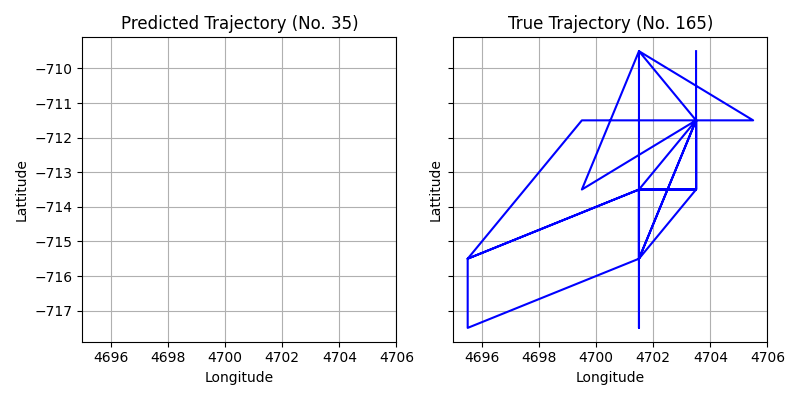 Predicted Trajectory (No. 35)
True Trajectory (No. 165)
Lattitude
−710
−711
−712
−713
−714
−715
−716
−717
4696 4698 4700 4702 4704 4706
Longitude
Lattitude
4696 4698 4700 4702 4704 4706
Longitude